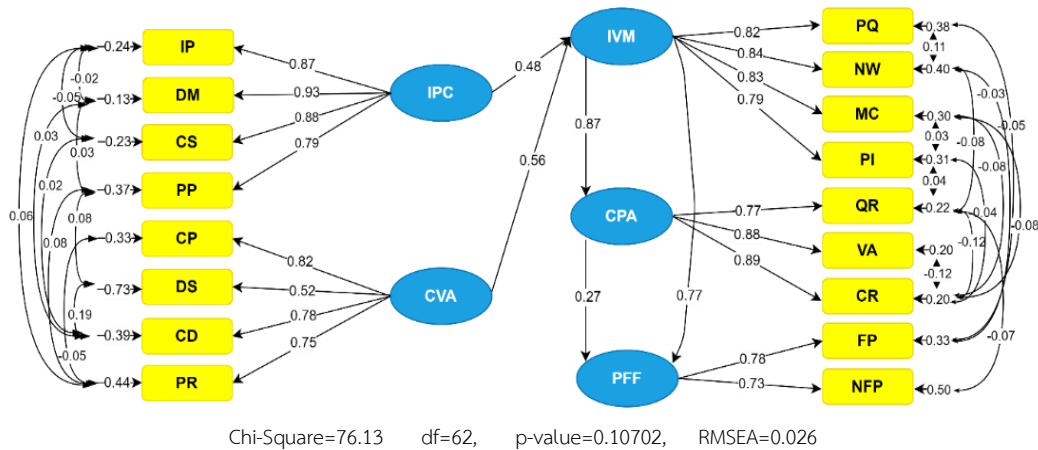 IP
DM
CS
PP
CP
DS
CD
PR
-0.24
-0.13
-0.23
-0.37
-0.33
-0.73
-0.39
-0.44
-0.02
-0.05
0.03
0.03
0.02
0.06
0.08
0.08
0.19
-0.05
0.87
0.93
0.88
0.79
0.82
0.52
0.78
0.75
IPC
CVA
0.48
0.56
IVM
CPA
PFF
0.87
0.27
0.77
0.82
0.84
0.83
0.79
0.77
0.88
0.89
0.78
0.73
PQ
NW
MC
PI
QR
VA
CR
FP
NFP
0.38
0.11
0.40
0.30
0.03
0.31
0.04
0.22
0.20
-0.12
0.20
0.33
0.50
-0.03
-0.05
-0.08
-0.08
0.04
-0.12
-0.08
-0.07
Chi-Square=76.13 df=62, p-value=0.10702, RMSEA=0.026